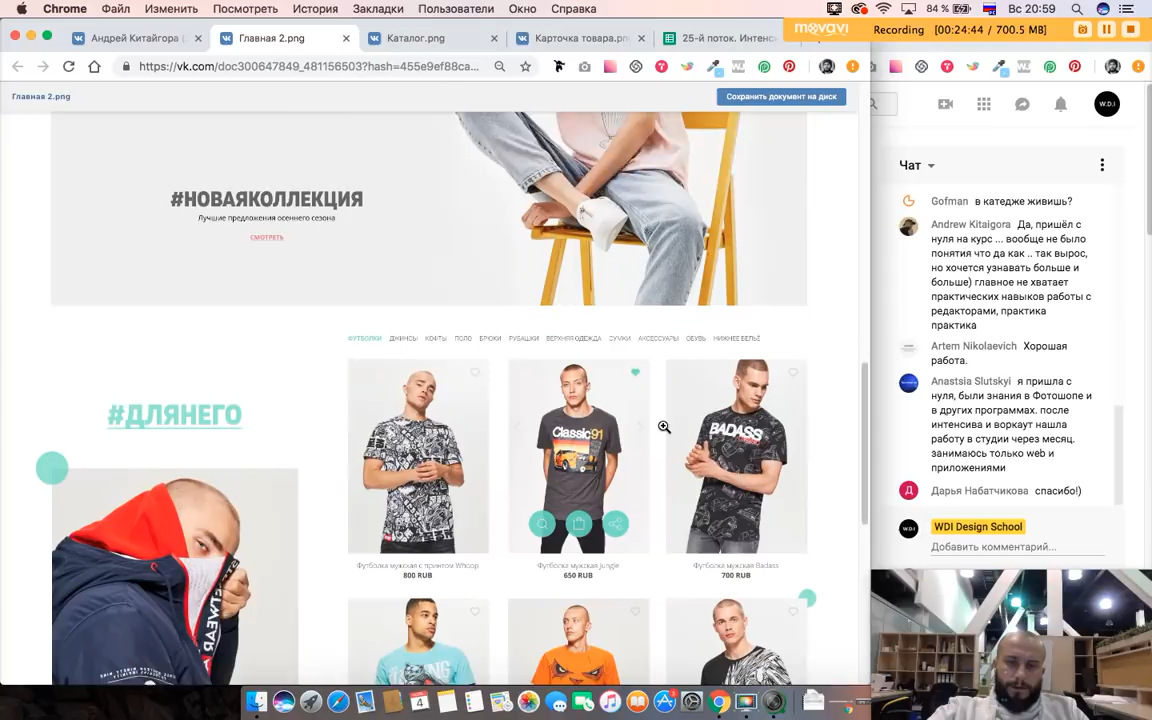 Chrome Файл Изменить Посмотреть История Закладки Пользователи Окно Справка
84 % Вс 20:59
movavi Recording [00:24:44 / 700.5 MB]
Андрей Китайгора (
Главная 2.png
Каталог.png
Карточка товара.pn
25-й поток. Интенси
https://vk.com/doc300647849_481156503?hash=455e9ef88ca...
Главная 2.png
Сохранить документ на диск
#НОВАЯКОЛЛЕКЦИЯ
Лучшие предложения осеннего сезона
СМОТРЕТЬ
ФУТБОЛКИ ДЖИНСЫ КОФТЫ ПОЛО БРЮКИ РУБАШКИ ВЕРХНЯЯ ОДЕЖДА СУМКИ АКСЕССУАРЫ ОБУВЬ НИЖНЕЕ БЕЛЬЁ
#ДЛЯНЕГО
Classic 91
BADASS
Футболка мужская с принтом Whoop
800 RUB
Футболка мужская Jungle
650 RUB
Футболка мужская Badass
700 RUB
W.D.I
Чат
Gofman в катедже живишь?
Andrew Kitaigora Да, пришёл с
нуля на курс ... вообще не было
понятия что да как .. так вырос,
но хочется узнавать больше и
больше) главное не хватает
практических навыков работы с
редакторами, практика
практика
Artem Nikolaevich Хорошая
работа.
Anastsia Slutskyi я пришла с
нуля, были знания в Фотошопе и
в других программах. после
интенсива и воркаут нашла
работу в студии через месяц.
занимаюсь только web и
приложениями
Д Дарья Набатчикова спасибо!)
W.D.I WDI Design School
Добавить комментарий...